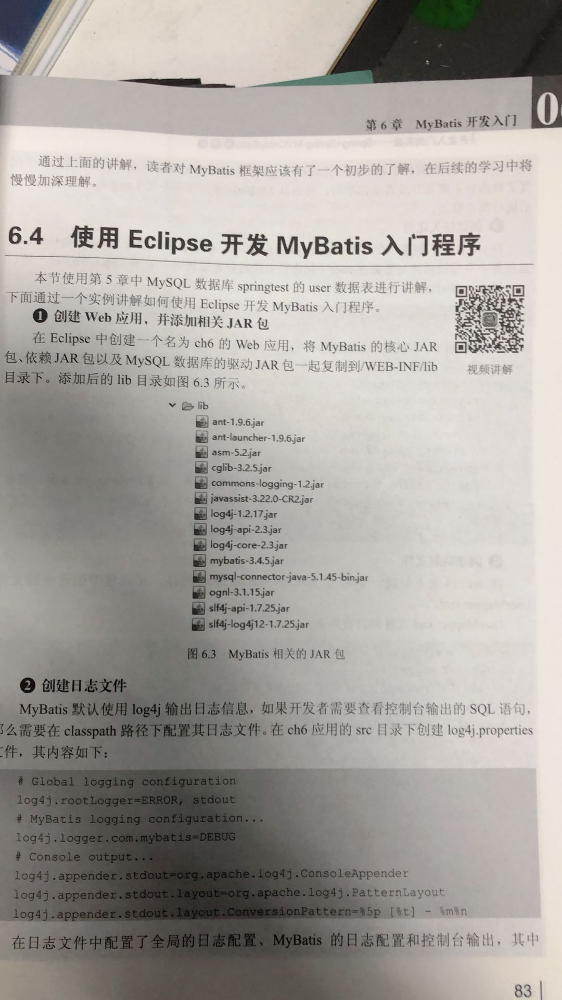 第6章 MyBatis 开发入门
通过上面的讲解，读者对 MyBatis 框架应该有了一个初步的了解，在后续的学习中将
慢慢加深理解。
6.4 使用 Eclipse 开发 MyBatis 入门程序
本节使用第 5 章中 MySQL 数据库 springtest 的 user 数据表进行讲解，
下面通过一个实例讲解如何使用 Eclipse 开发 MyBatis 入门程序。
❶ 创建 Web 应用，并添加相关 JAR 包
在 Eclipse 中创建一个名为 ch6 的 Web 应用，将 MyBatis 的核心 JAR
包、依赖 JAR 包以及 MySQL 数据库的驱动 JAR 包一起复制到/WEB-INF/lib
目录下。添加后的 lib 目录如图 6.3 所示。
视频讲解
lib
ant-1.9.6.jar
ant-launcher-1.9.6.jar
asm-5.2.jar
cglib-3.2.5.jar
commons-logging-1.2.jar
javassist-3.22.0-CR2.jar
log4j-1.2.17.jar
log4j-api-2.3.jar
log4j-core-2.3.jar
mybatis-3.4.5.jar
mysql-connector-java-5.1.45-bin.jar
ognl-3.1.15.jar
slf4j-api-1.7.25.jar
slf4j-log4j12-1.7.25.jar
图 6.3 MyBatis 相关的 JAR 包
❷ 创建日志文件
MyBatis 默认使用 log4j 输出日志信息，如果开发者需要查看控制台输出的 SQL 语句，
么需要在 classpath 路径下配置其日志文件。在 ch6 应用的 src 目录下创建 log4j.properties
件，其内容如下：
# Global logging configuration
log4j.rootLogger=ERROR, stdout
# MyBatis logging configuration...
log4j.logger.com.mybatis=DEBUG
# Console output...
log4j.appender.stdout=org.apache.log4j.ConsoleAppender
log4j.appender.stdout.layout=org.apache.log4j.PatternLayout
log4j.appender.stdout.layout.ConversionPattern=%5p [%t] - %m%n
在日志文件中配置了全局的日志配置、MyBatis 的日志配置和控制台输出，其中
83